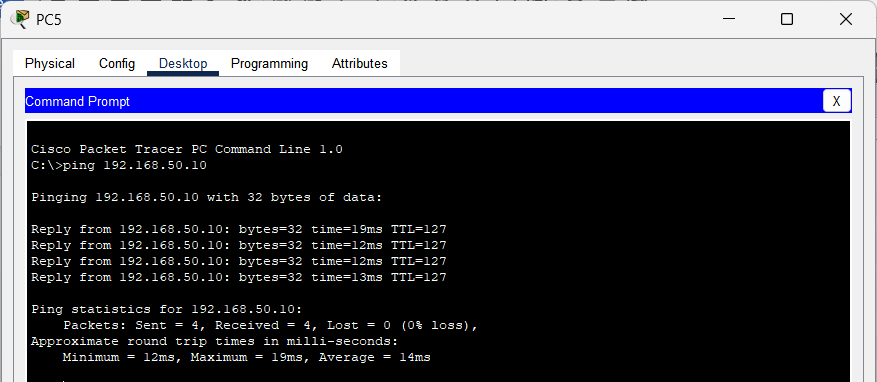 PC5
Physical Config Desktop Programming Attributes
Command Prompt
X
Cisco Packet Tracer PC Command Line 1.0
C:\>ping 192.168.50.10
Pinging 192.168.50.10 with 32 bytes of data:
Reply from 192.168.50.10: bytes=32 time=19ms TTL=127
Reply from 192.168.50.10: bytes=32 time=12ms TTL=127
Reply from 192.168.50.10: bytes=32 time=12ms TTL=127
Reply from 192.168.50.10: bytes=32 time=13ms TTL=127
Ping statistics for 192.168.50.10:
Packets: Sent = 4, Received = 4, Lost = 0 (0% loss),
Approximate round trip times in milli-seconds:
Minimum = 12ms, Maximum = 19ms, Average = 14ms